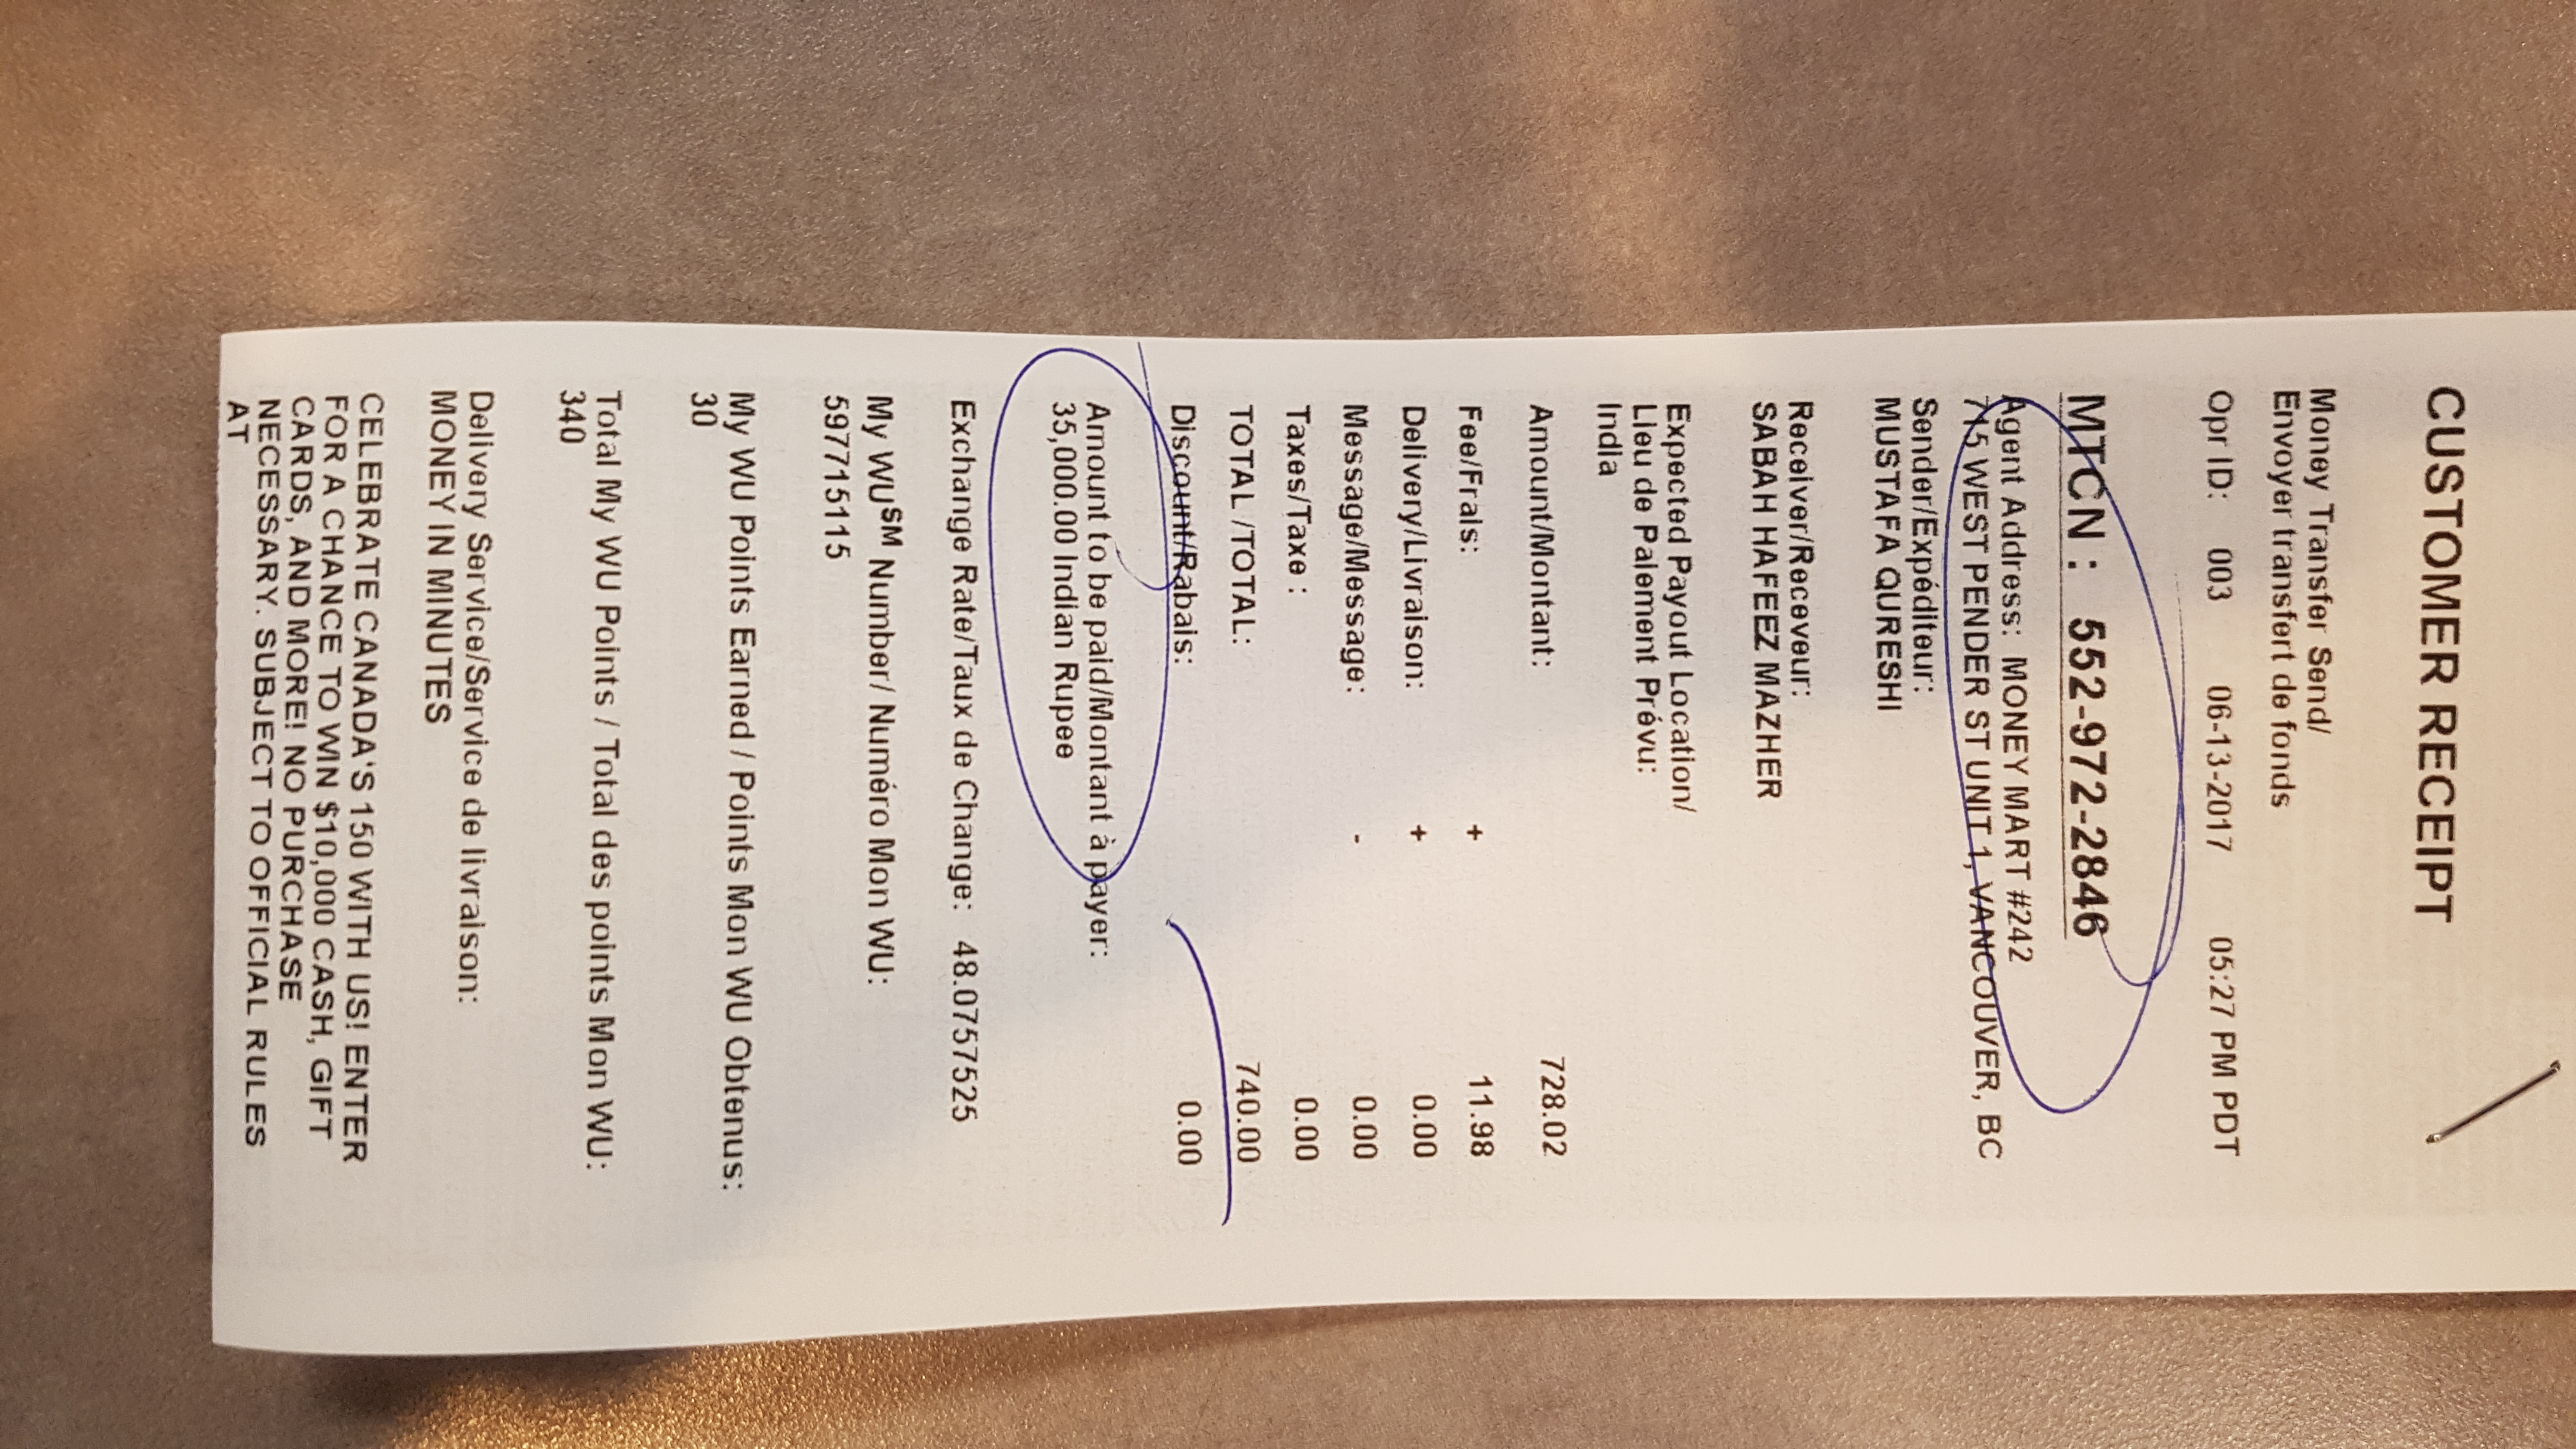 CUSTOMER RECEIPT
Money Transfer Send/
Envoyer transfert de fonds
Opr ID: 003 06-13-2017 05:27 PM PDT
MTCN : 552-972-2846
Agent Address: MONEY MART #242
715 WEST PENDER ST UNIT 1, VANCOUVER, BC
Sender/Expéditeur:
MUSTAFA QURESHI
Receiver/Receveur:
SABAH HAFEEZ MAZHER
Expected Payout Location/
Lieu de Paiement Prévu:
India
Amount/Montant: 728.02
Fee/Frais: + 11.98
Delivery/Livraison: + 0.00
Message/Message: - 0.00
Taxes/Taxe : 0.00
TOTAL /TOTAL: 740.00
Discount/Rabais: 0.00
Amount to be paid/Montant à payer:
35,000.00 Indian Rupee
Exchange Rate/Taux de Change: 48.0757525
My WU℠ Number/ Numéro Mon WU:
597715115
My WU Points Earned / Points Mon WU Obtenus:
30
Total My WU Points / Total des points Mon WU:
340
Delivery Service/Service de livraison:
MONEY IN MINUTES
CELEBRATE CANADA'S 150 WITH US! ENTER
FOR A CHANCE TO WIN $10,000 CASH, GIFT
CARDS, AND MORE! NO PURCHASE
NECESSARY. SUBJECT TO OFFICIAL RULES
AT